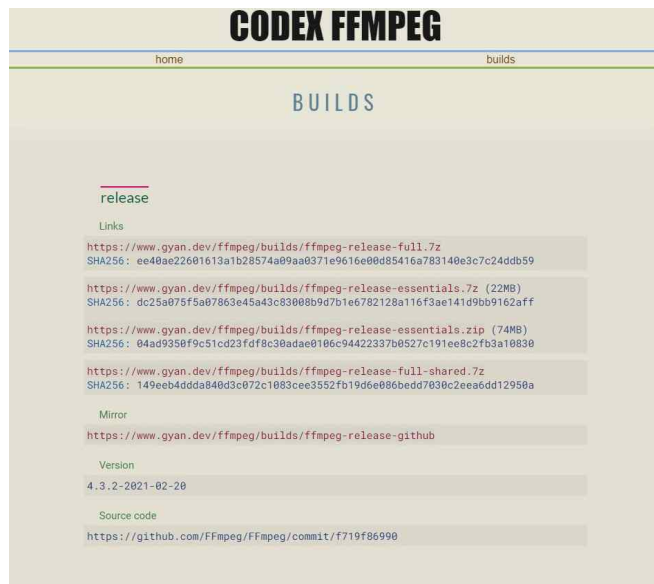 CODEX FFMPEG
home
builds
BUILDS
release
Links
https://www.gyan.dev/ffmpeg/builds/ffmpeg-release-full.7z
SHA256: ee40ae22601613a1b28574a09aa0371e9616e00d85416a783140e3c7c24ddb59
https://www.gyan.dev/ffmpeg/builds/ffmpeg-release-essentials.7z (22MB)
SHA256: dc25a075f5a07863e45a43c83008b9d7b1e6782128a116f3ae141d9bb9162aff
https://www.gyan.dev/ffmpeg/builds/ffmpeg-release-essentials.zip (74MB)
SHA256: 04ad9350f9c51cd23fdf8c30adae0106c94422337b0527c191ee8c2fb3a10830
https://www.gyan.dev/ffmpeg/builds/ffmpeg-release-full-shared.7z
SHA256: 149eeb4ddda840d3c072c1083cee3552fb19d6e086bedd7030c2eea6dd12950a
Mirror
https://www.gyan.dev/ffmpeg/builds/ffmpeg-release-github
Version
4.3.2-2021-02-20
Source code
https://github.com/FFmpeg/FFmpeg/commit/f719f86990